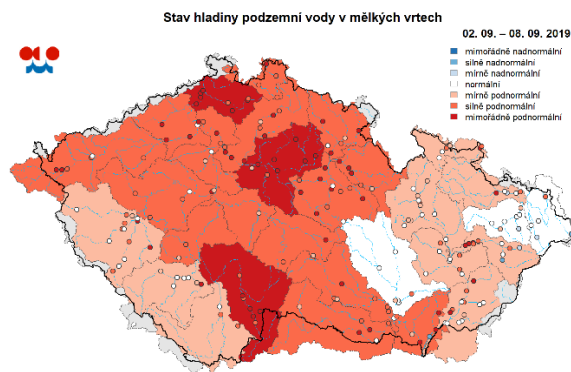 Stav hladiny podzemní vody v mělkých vrtech
02. 09. – 08. 09. 2019
mimořádně nadnormální
silně nadnormální
mírně nadnormální
normální
mírně podnormální
silně podnormální
mimořádně podnormální